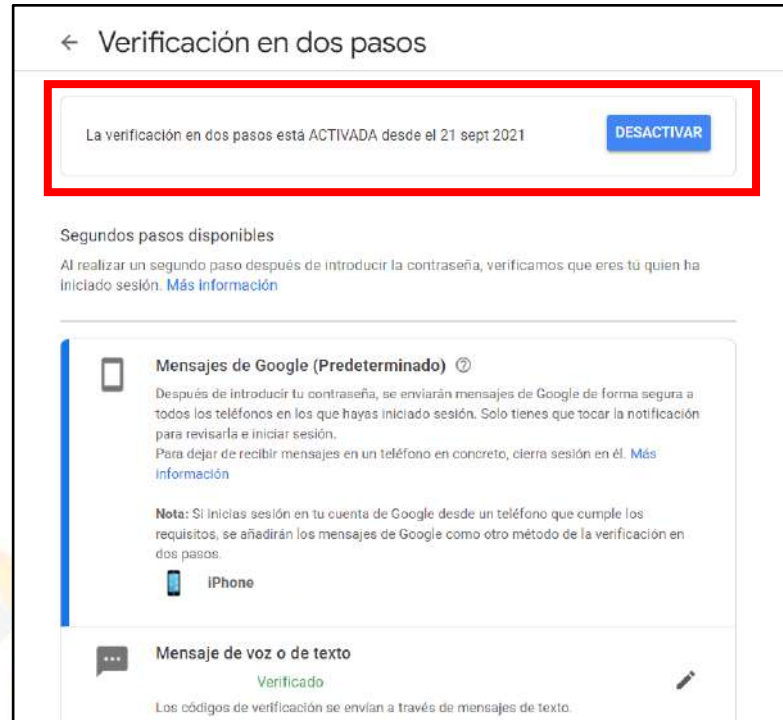 ← Verificación en dos pasos
La verificación en dos pasos está ACTIVADA desde el 21 sept 2021
DESACTIVAR
Segundos pasos disponibles
Al realizar un segundo paso después de introducir la contraseña, verificamos que eres tú quien ha
iniciado sesión. Más información
Mensajes de Google (Predeterminado)
Después de introducir tu contraseña, se enviarán mensajes de Google de forma segura a
todos los teléfonos en los que hayas iniciado sesión. Solo tienes que tocar la notificación
para revisarla e iniciar sesión.
Para dejar de recibir mensajes en un teléfono en concreto, cierra sesión en él. Más
información
Nota: Si inicias sesión en tu cuenta de Google desde un teléfono que cumple los
requisitos, se añadirán los mensajes de Google como otro método de la verificación en
dos pasos.
iPhone
Mensaje de voz o de texto
Verificado
Los códigos de verificación se envían a través de mensajes de texto.